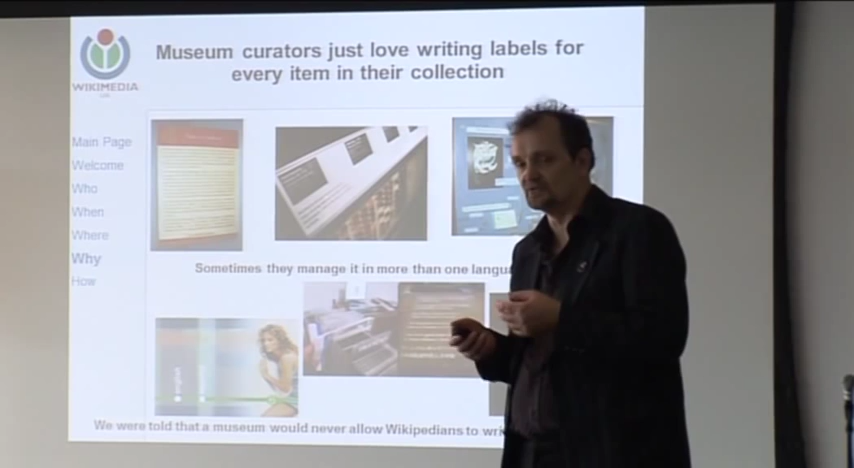 Museum curators just love writing labels for
every item in their collection
WIKIMEDIA
Main Page
Welcome
Who
When
Where
Why
How
Sometimes they manage it in more than one langu
We were told that a museum would never allow Wikipedians to wri